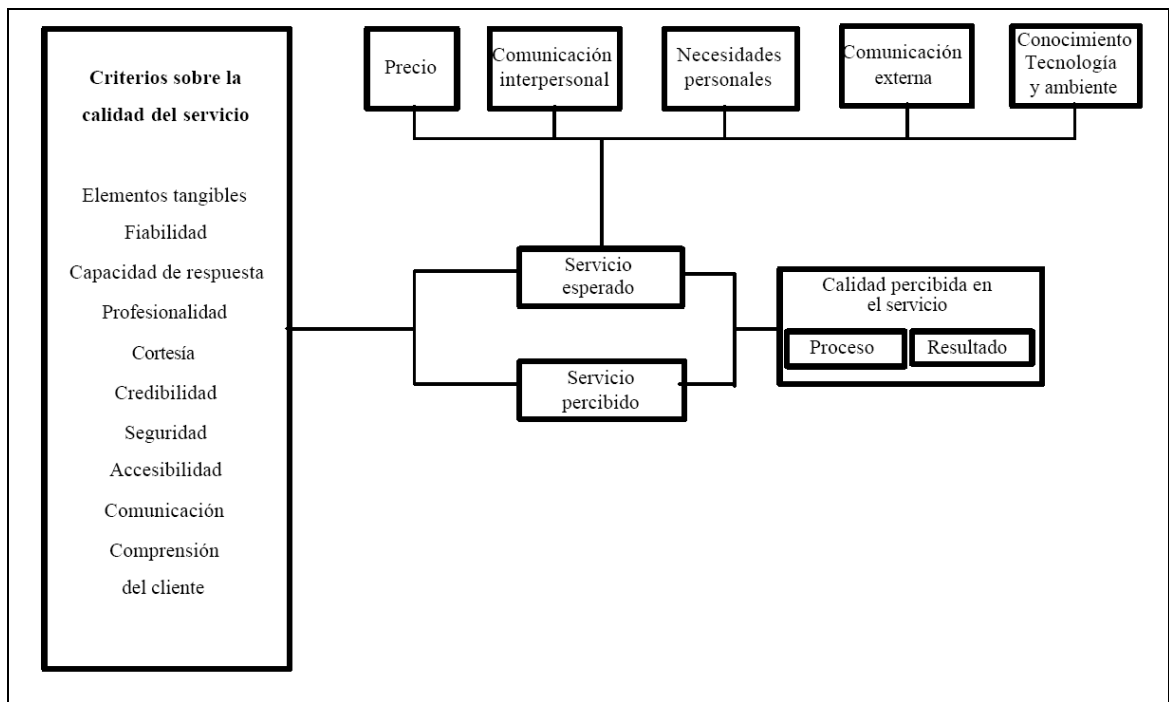 Criterios sobre la
calidad del servicio
Elementos tangibles
Fiabilidad
Capacidad de respuesta
Profesionalidad
Cortesía
Credibilidad
Seguridad
Accesibilidad
Comunicación
Comprensión
del cliente
Precio
Comunicación
interpersonal
Necesidades
personales
Comunicación
externa
Conocimiento
Tecnología
y ambiente
Servicio
esperado
Servicio
percibido
Calidad percibida en
el servicio
Proceso
Resultado